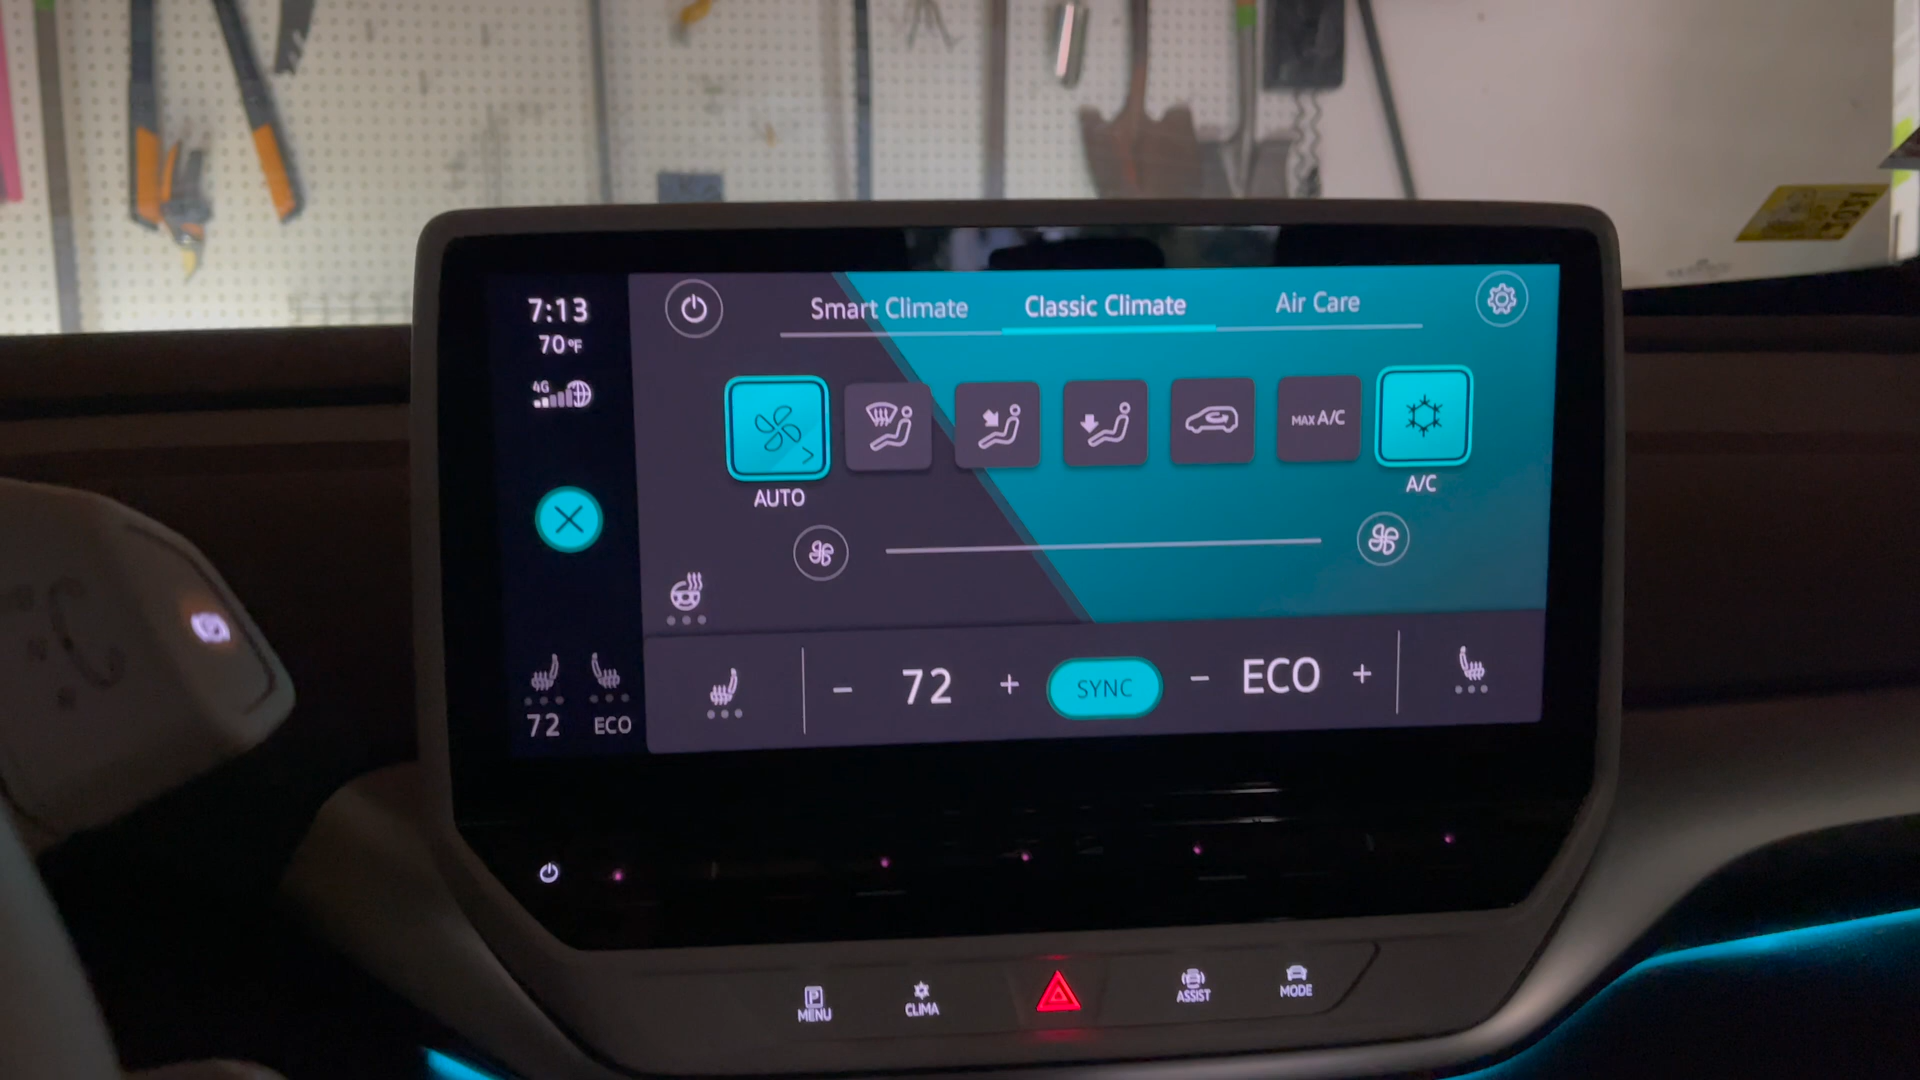 7:13
70°F
4G
Smart Climate
Classic Climate
Air Care
MAX A/C
AUTO
A/C
72
SYNC
ECO
72
ECO
P
MENU
CLIMA
ASSIST
MODE